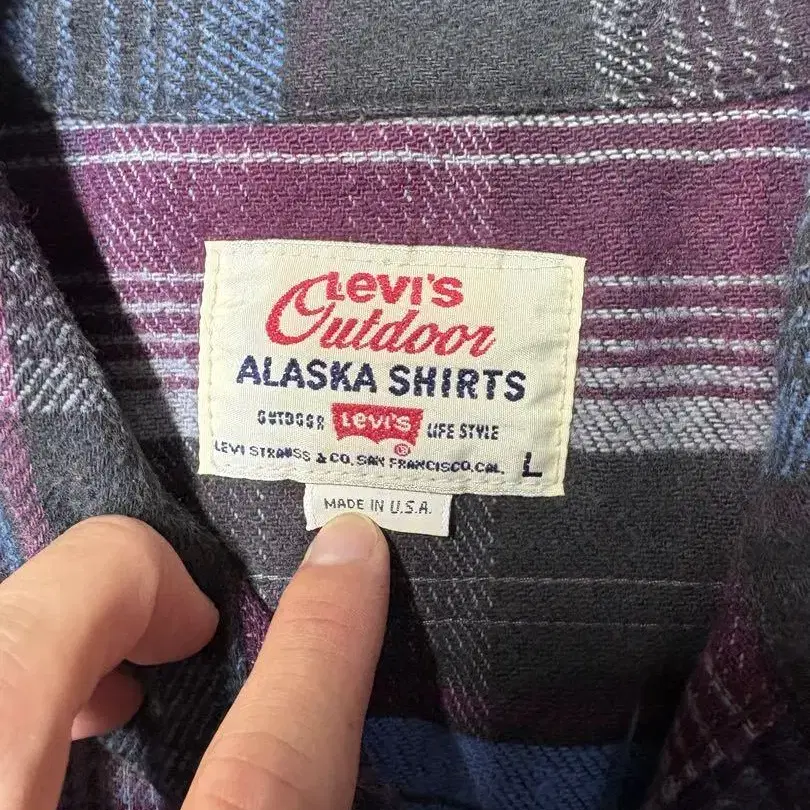 LEVI'S
Outdoor
ALASKA SHIRTS
OUTDOOR LEVI'S LIFE STYLE
®
LEVI STRAUSS & CO. SAN FRANCISCO, CAL. L
MADE IN U.S.A.